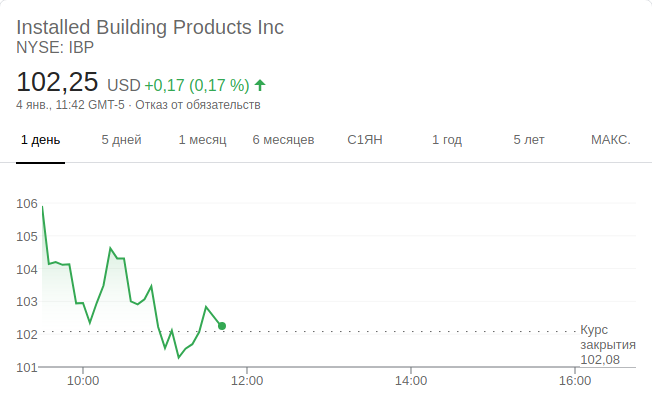 Installed Building Products Inc
NYSE: IBP
102,25 USD +0,17 (0,17 %)
4 янв., 11:42 GMT-5 · Отказ от обязательств
1 день 5 дней 1 месяц 6 месяцев С1ЯН 1 год 5 лет МАКС.
106
105
104
103
102
101
Курс
закрытия
102,08
10:00 12:00 14:00 16:00